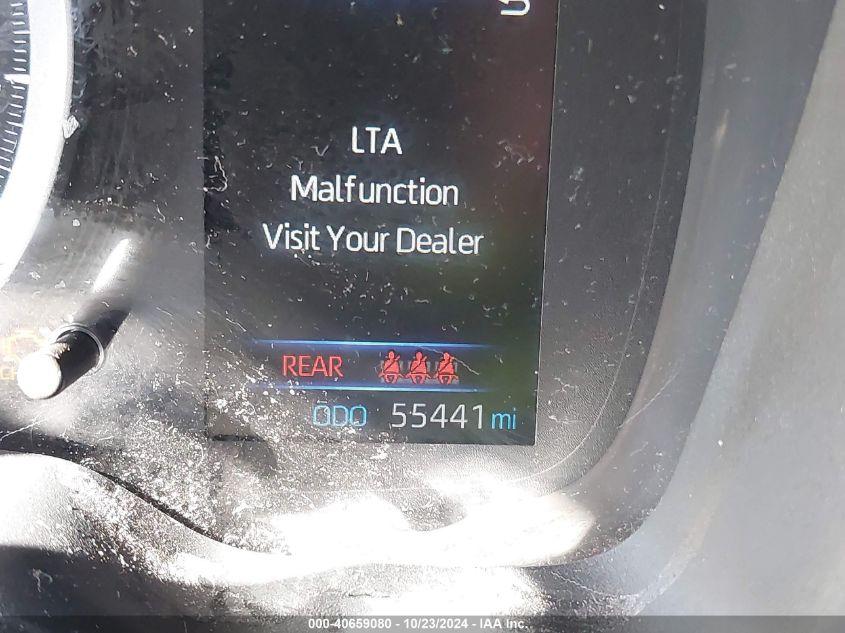 LTA
Malfunction
Visit Your Dealer
REAR
ODO 55441 mi
000-40659080 - 10/23/2024 - IAA Inc.